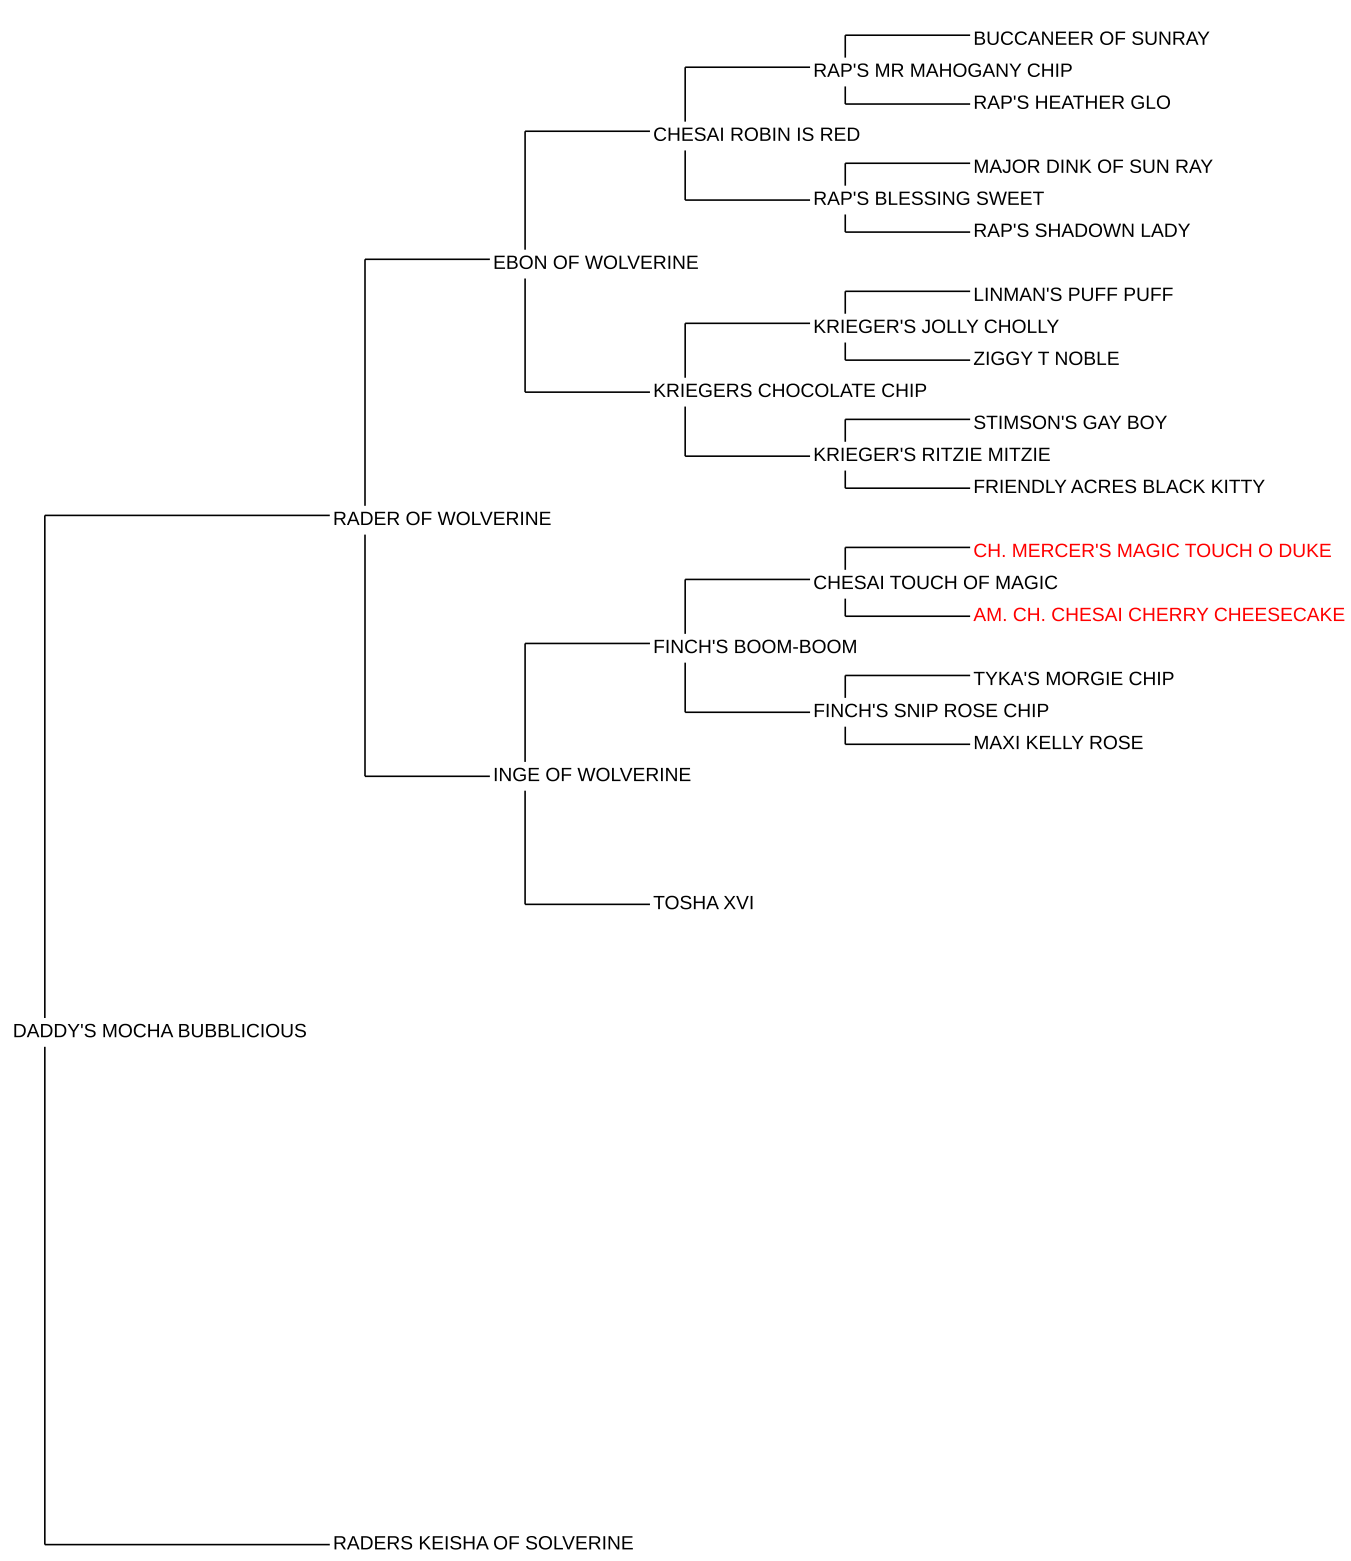 BUCCANEER OF SUNRAY
RAP'S MR MAHOGANY CHIP
RAP'S HEATHER GLO
CHESAI ROBIN IS RED
MAJOR DINK OF SUN RAY
RAP'S BLESSING SWEET
RAP'S SHADOWN LADY
EBON OF WOLVERINE
LINMAN'S PUFF PUFF
KRIEGER'S JOLLY CHOLLY
ZIGGY T NOBLE
KRIEGERS CHOCOLATE CHIP
STIMSON'S GAY BOY
KRIEGER'S RITZIE MITZIE
FRIENDLY ACRES BLACK KITTY
RADER OF WOLVERINE
CH. MERCER'S MAGIC TOUCH O DUKE
CHESAI TOUCH OF MAGIC
AM. CH. CHESAI CHERRY CHEESECAKE
FINCH'S BOOM-BOOM
TYKA'S MORGIE CHIP
FINCH'S SNIP ROSE CHIP
MAXI KELLY ROSE
INGE OF WOLVERINE
TOSHA XVI
DADDY'S MOCHA BUBBLICIOUS
RADERS KEISHA OF SOLVERINE